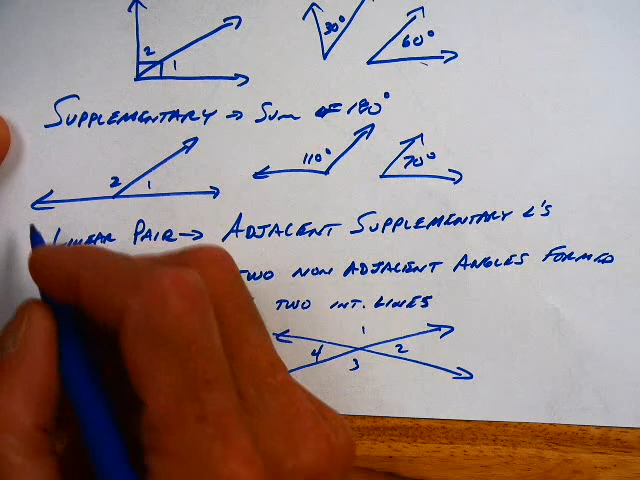 2 1 30° 60°
SUPPLEMENTARY → SUM OF 180°
2 1 110° 70°
LINEAR PAIR → ADJACENT SUPPLEMENTARY ∠'S
TWO NON ADJACENT ANGLES FORMED
TWO INT. LINES
1
4 2
3